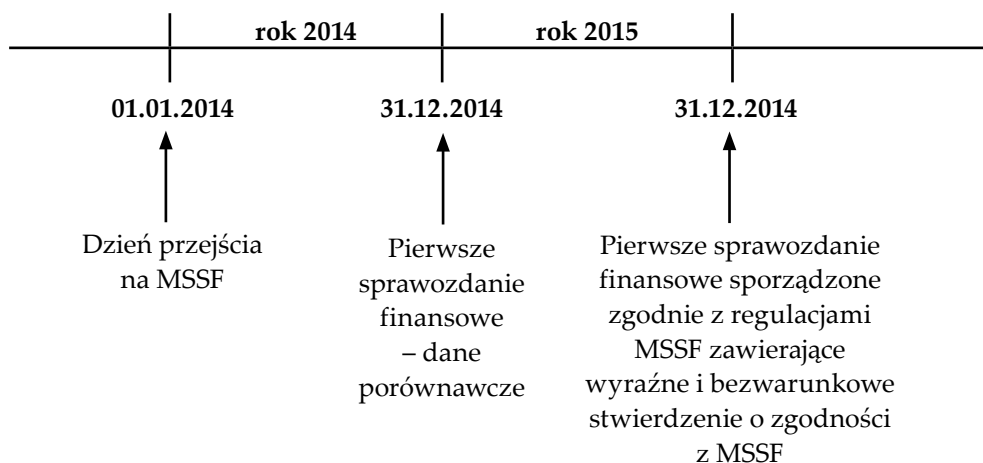 rok 2014
rok 2015
01.01.2014
31.12.2014
31.12.2014
Dzień przejścia
na MSSF
Pierwsze
sprawozdanie
finansowe
– dane
porównawcze
Pierwsze sprawozdanie
finansowe sporządzone
zgodnie z regulacjami
MSSF zawierające
wyraźne i bezwarunkowe
stwierdzenie o zgodności
z MSSF